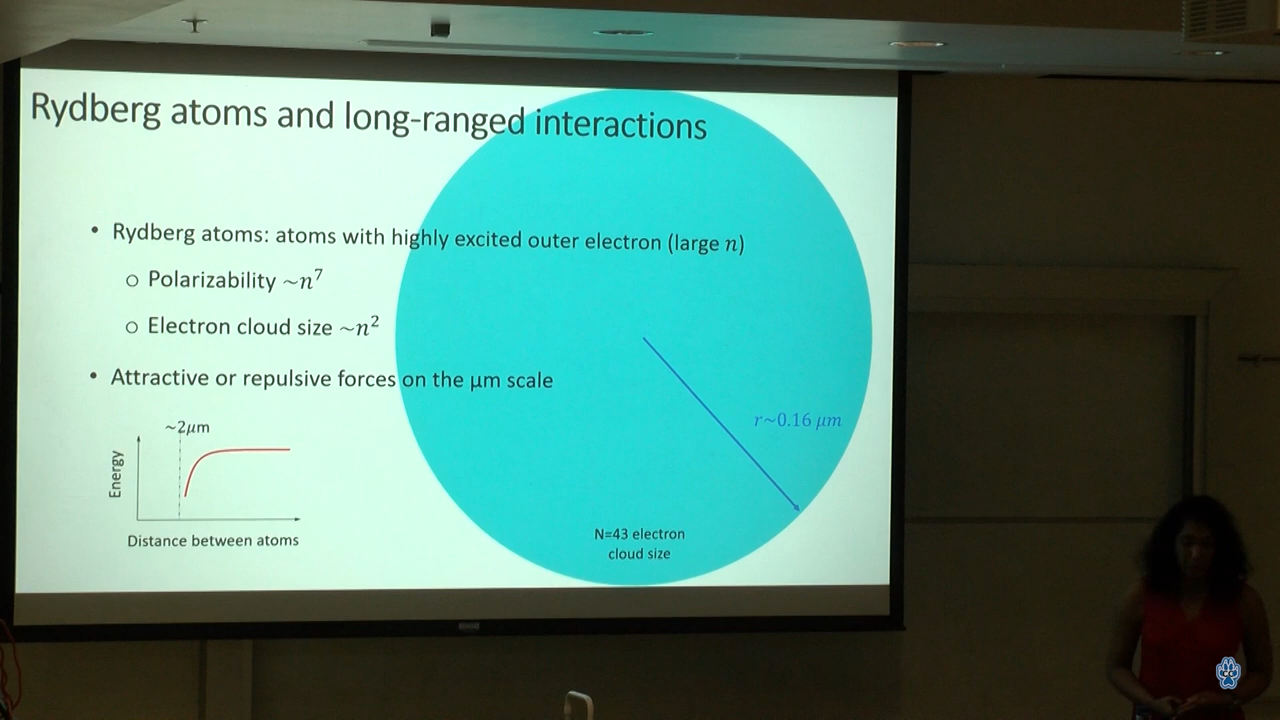 Rydberg atoms and long-ranged interactions
• Rydberg atoms: atoms with highly excited outer electron (large n)
○ Polarizability ~n⁷
○ Electron cloud size ~n²
• Attractive or repulsive forces on the μm scale
~2μm
Energy
Distance between atoms
r~0.16 μm
N=43 electron
cloud size